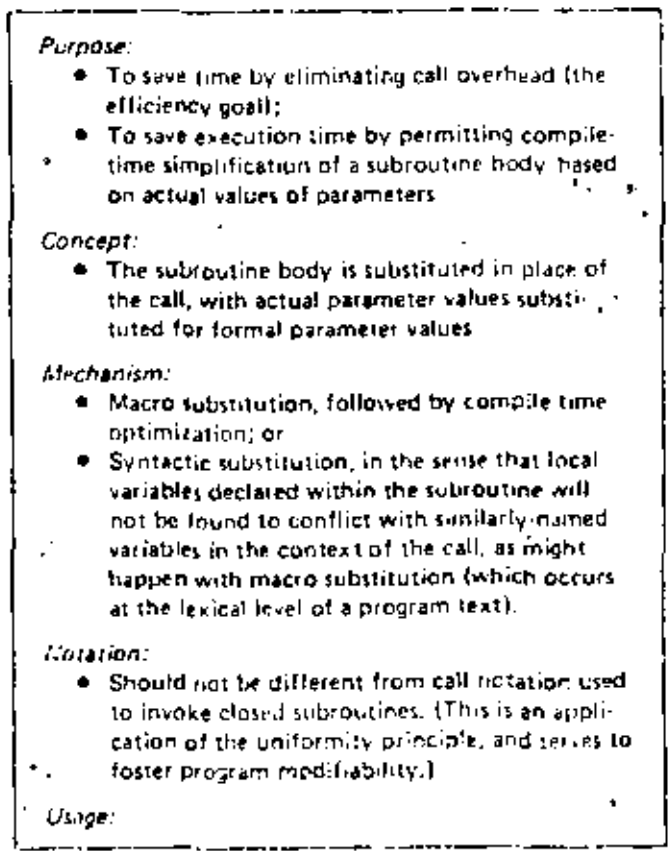 Purpose:
• To save time by eliminating call overhead (the
efficiency goal);
• To save execution time by permitting compile-
time simplification of a subroutine body based
on actual values of parameters
Concept:
• The subroutine body is substituted in place of
the call, with actual parameter values substi-
tuted for formal parameter values
Mechanism:
• Macro substitution, followed by compile time
optimization; or
• Syntactic substitution, in the sense that local
variables declared within the subroutine will
not be found to conflict with similarly-named
variables in the context of the call, as might
happen with macro substitution (which occurs
at the lexical level of a program text).
Notation:
• Should not be different from call notation used
to invoke closed subroutines. (This is an appli-
cation of the uniformity principle, and serves to
foster program modifiability.)
Usage: